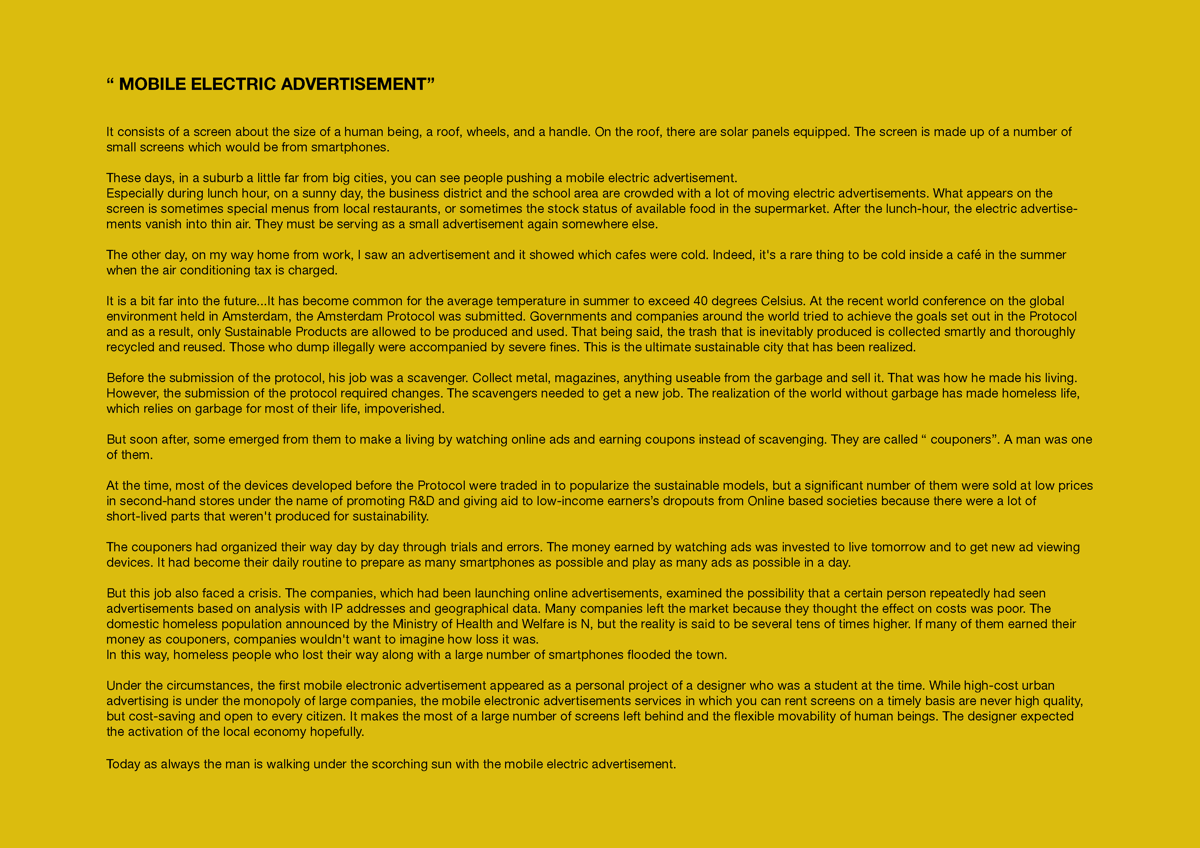 “ MOBILE ELECTRIC ADVERTISEMENT”
It consists of a screen about the size of a human being, a roof, wheels, and a handle. On the roof, there are solar panels equipped. The screen is made up of a number of
small screens which would be from smartphones.
These days, in a suburb a little far from big cities, you can see people pushing a mobile electric advertisement.
Especially during lunch hour, on a sunny day, the business district and the school area are crowded with a lot of moving electric advertisements. What appears on the
screen is sometimes special menus from local restaurants, or sometimes the stock status of available food in the supermarket. After the lunch-hour, the electric advertise-
ments vanish into thin air. They must be serving as a small advertisement again somewhere else.
The other day, on my way home from work, I saw an advertisement and it showed which cafes were cold. Indeed, it's a rare thing to be cold inside a café in the summer
when the air conditioning tax is charged.
It is a bit far into the future...It has become common for the average temperature in summer to exceed 40 degrees Celsius. At the recent world conference on the global
environment held in Amsterdam, the Amsterdam Protocol was submitted. Governments and companies around the world tried to achieve the goals set out in the Protocol
and as a result, only Sustainable Products are allowed to be produced and used. That being said, the trash that is inevitably produced is collected smartly and thoroughly
recycled and reused. Those who dump illegally were accompanied by severe fines. This is the ultimate sustainable city that has been realized.
Before the submission of the protocol, his job was a scavenger. Collect metal, magazines, anything useable from the garbage and sell it. That was how he made his living.
However, the submission of the protocol required changes. The scavengers needed to get a new job. The realization of the world without garbage has made homeless life,
which relies on garbage for most of their life, impoverished.
But soon after, some emerged from them to make a living by watching online ads and earning coupons instead of scavenging. They are called “ couponers”. A man was one
of them.
At the time, most of the devices developed before the Protocol were traded in to popularize the sustainable models, but a significant number of them were sold at low prices
in second-hand stores under the name of promoting R&D and giving aid to low-income earners’s dropouts from Online based societies because there were a lot of
short-lived parts that weren't produced for sustainability.
The couponers had organized their way day by day through trials and errors. The money earned by watching ads was invested to live tomorrow and to get new ad viewing
devices. It had become their daily routine to prepare as many smartphones as possible and play as many ads as possible in a day.
But this job also faced a crisis. The companies, which had been launching online advertisements, examined the possibility that a certain person repeatedly had seen
advertisements based on analysis with IP addresses and geographical data. Many companies left the market because they thought the effect on costs was poor. The
domestic homeless population announced by the Ministry of Health and Welfare is N, but the reality is said to be several tens of times higher. If many of them earned their
money as couponers, companies wouldn't want to imagine how loss it was.
In this way, homeless people who lost their way along with a large number of smartphones flooded the town.
Under the circumstances, the first mobile electronic advertisement appeared as a personal project of a designer who was a student at the time. While high-cost urban
advertising is under the monopoly of large companies, the mobile electronic advertisements services in which you can rent screens on a timely basis are never high quality,
but cost-saving and open to every citizen. It makes the most of a large number of screens left behind and the flexible movability of human beings. The designer expected
the activation of the local economy hopefully.
Today as always the man is walking under the scorching sun with the mobile electric advertisement.